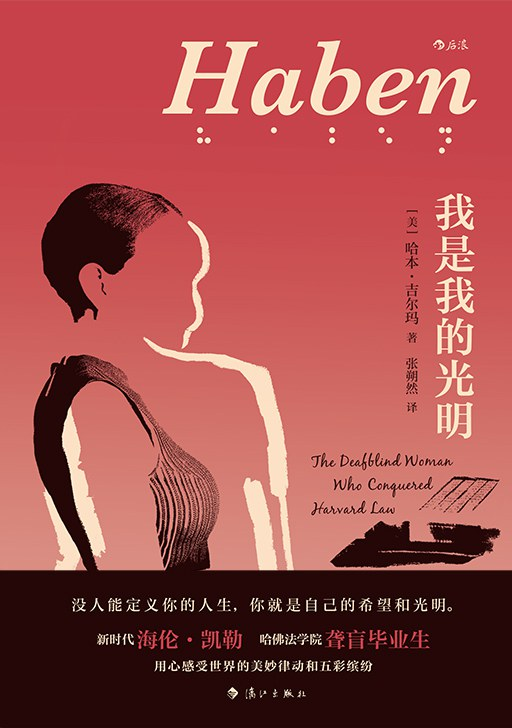 后浪
Haben
⠓⠁⠃⠑⠝
我是我的光明
[美]哈本·吉尔玛 著
张朔然 译
The Deafblind Woman
Who Conquered
Harvard Law
没人能定义你的人生，你就是自己的希望和光明。
新时代 海伦·凯勒 哈佛法学院 聋盲毕业生
用心感受世界的美妙律动和五彩缤纷
漓江出版社